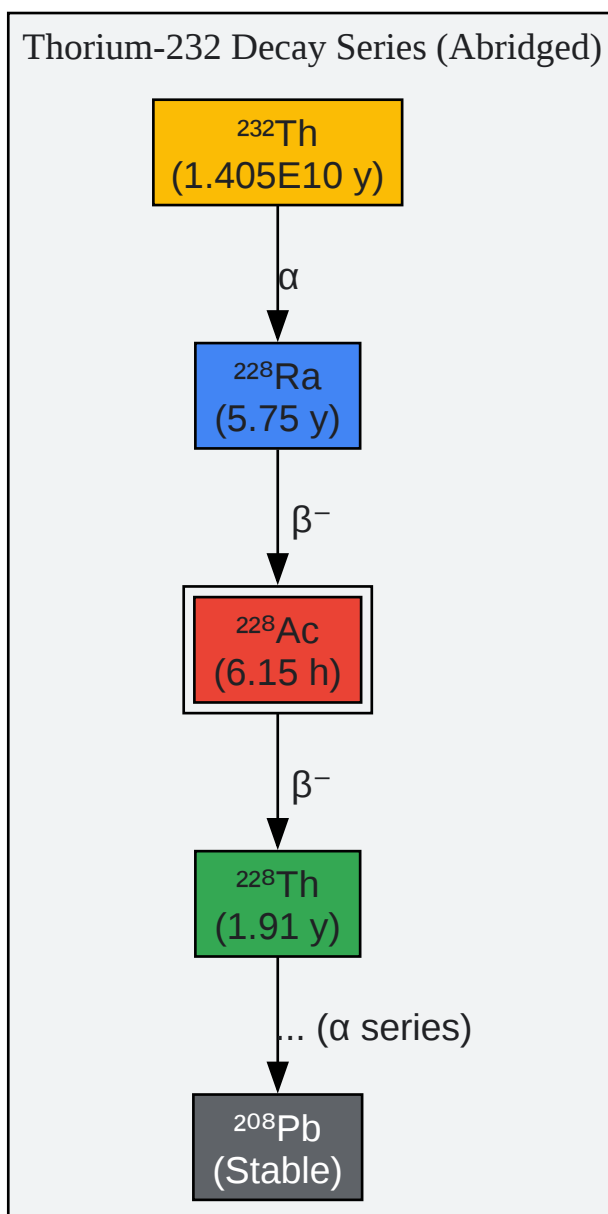 Thorium-232 Decay Series (Abridged)
²³²Th
(1.405E10 y)
α
²²⁸Ra
(5.75 y)
β⁻
²²⁸Ac
(6.15 h)
β⁻
²²⁸Th
(1.91 y)
... (α series)
²⁰⁸Pb
(Stable)